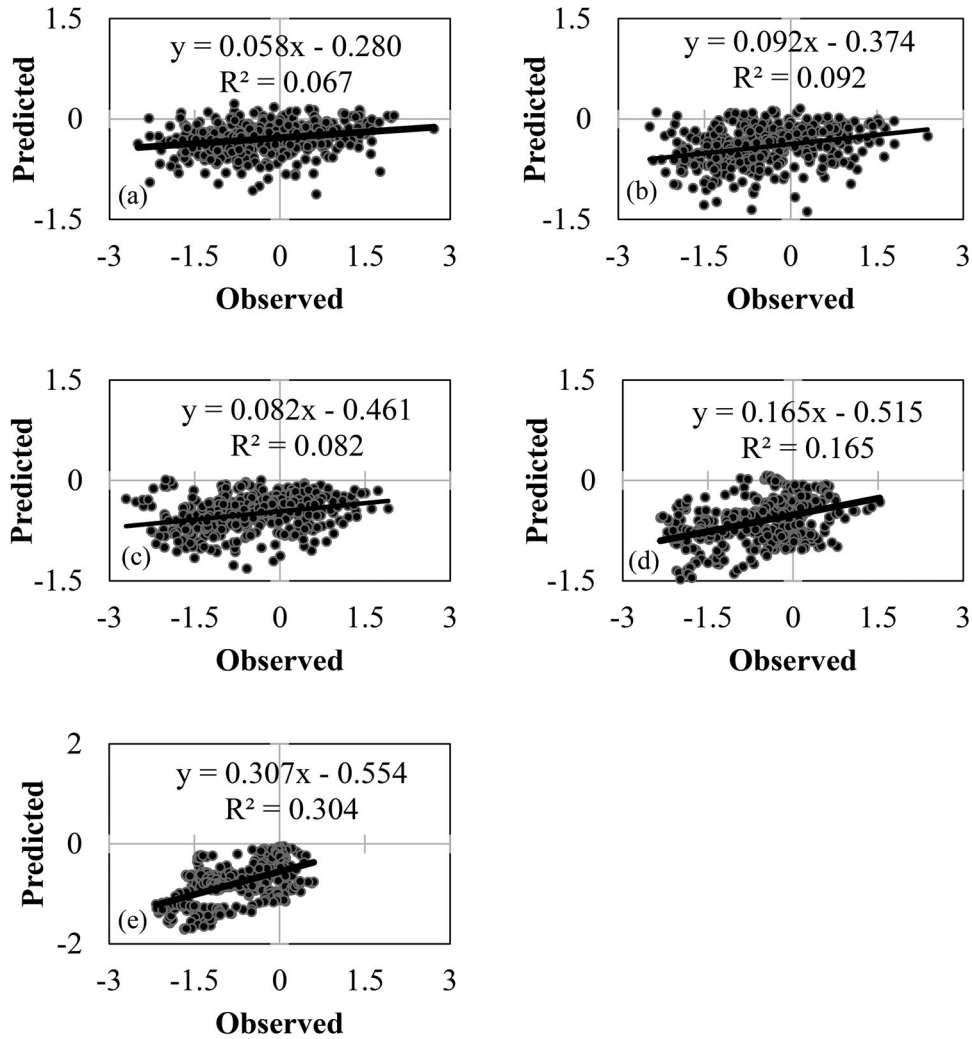 1.5
y = 0.058x - 0.280
R² = 0.067
0
Predicted
(a)
-1.5
-3 -1.5 0 1.5 3
Observed
1.5
y = 0.092x - 0.374
R² = 0.092
0
Predicted
(b)
-1.5
-3 -1.5 0 1.5 3
Observed
1.5
y = 0.082x - 0.461
R² = 0.082
0
Predicted
(c)
-1.5
-3 -1.5 0 1.5 3
Observed
1.5
y = 0.165x - 0.515
R² = 0.165
0
Predicted
(d)
-1.5
-3 -1.5 0 1.5 3
Observed
2
y = 0.307x - 0.554
R² = 0.304
0
Predicted
(e)
-2
-3 -1.5 0 1.5 3
Observed